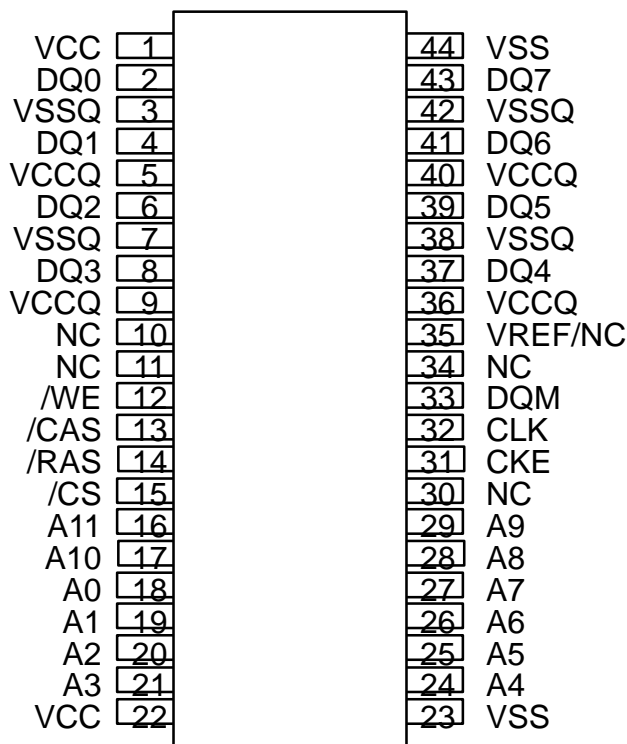 VCC 1 44 VSS
DQ0 2 43 DQ7
VSSQ 3 42 VSSQ
DQ1 4 41 DQ6
VCCQ 5 40 VCCQ
DQ2 6 39 DQ5
VSSQ 7 38 VSSQ
DQ3 8 37 DQ4
VCCQ 9 36 VCCQ
NC 10 35 VREF/NC
NC 11 34 NC
/WE 12 33 DQM
/CAS 13 32 CLK
/RAS 14 31 CKE
/CS 15 30 NC
A11 16 29 A9
A10 17 28 A8
A0 18 27 A7
A1 19 26 A6
A2 20 25 A5
A3 21 24 A4
VCC 22 23 VSS